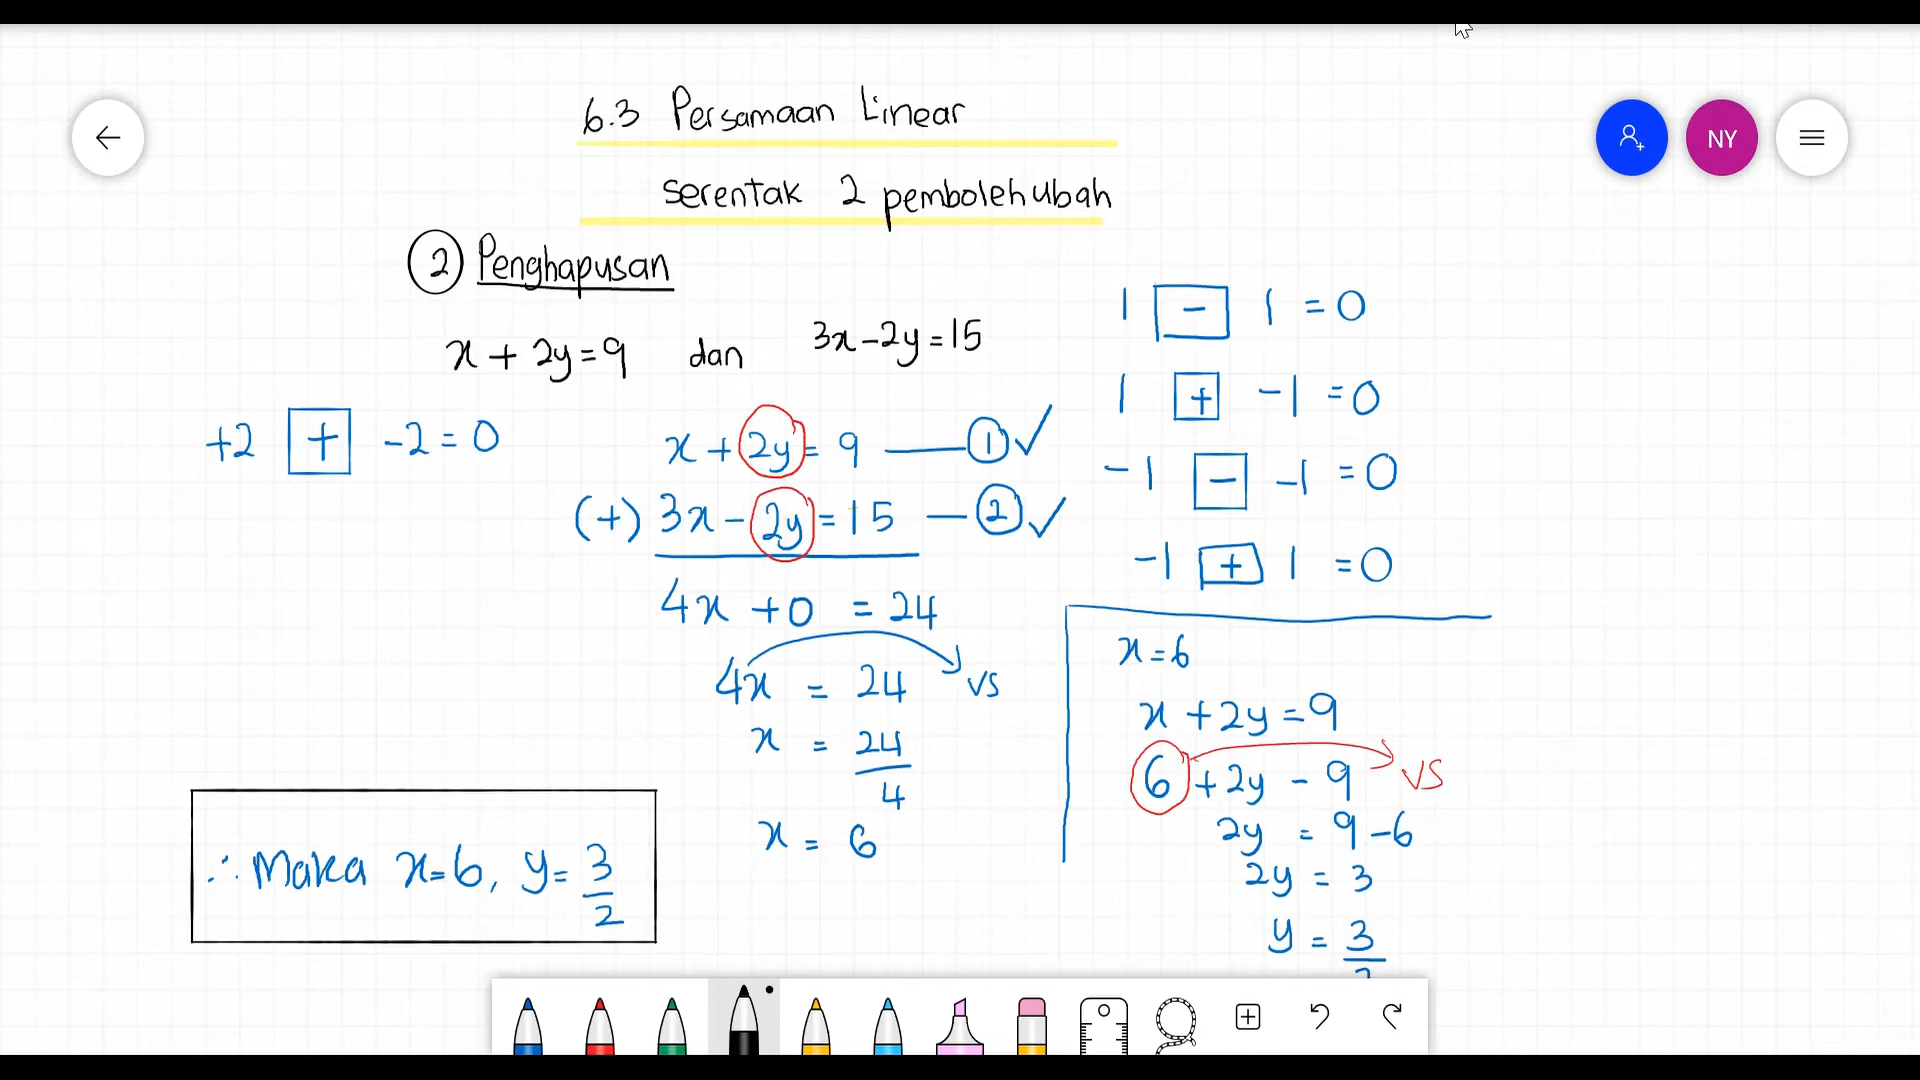 6.3 Persamaan Linear
serentak 2 pembolehubah
2 Penghapusan
x + 2y = 9 dan 3x - 2y = 15
+2 + -2 = 0
x + 2y = 9 — 1 ✓
(+) 3x - 2y = 15 — 2 ✓
4x + 0 = 24
4x = 24 vs
x = 24/4
x = 6
1 - 1 = 0
1 + -1 = 0
-1 - -1 = 0
-1 + 1 = 0
x = 6
x + 2y = 9
6 + 2y - 9 vs
2y = 9 - 6
2y = 3
y = 3/2
∴ Maka x = 6, y = 3/2
NY